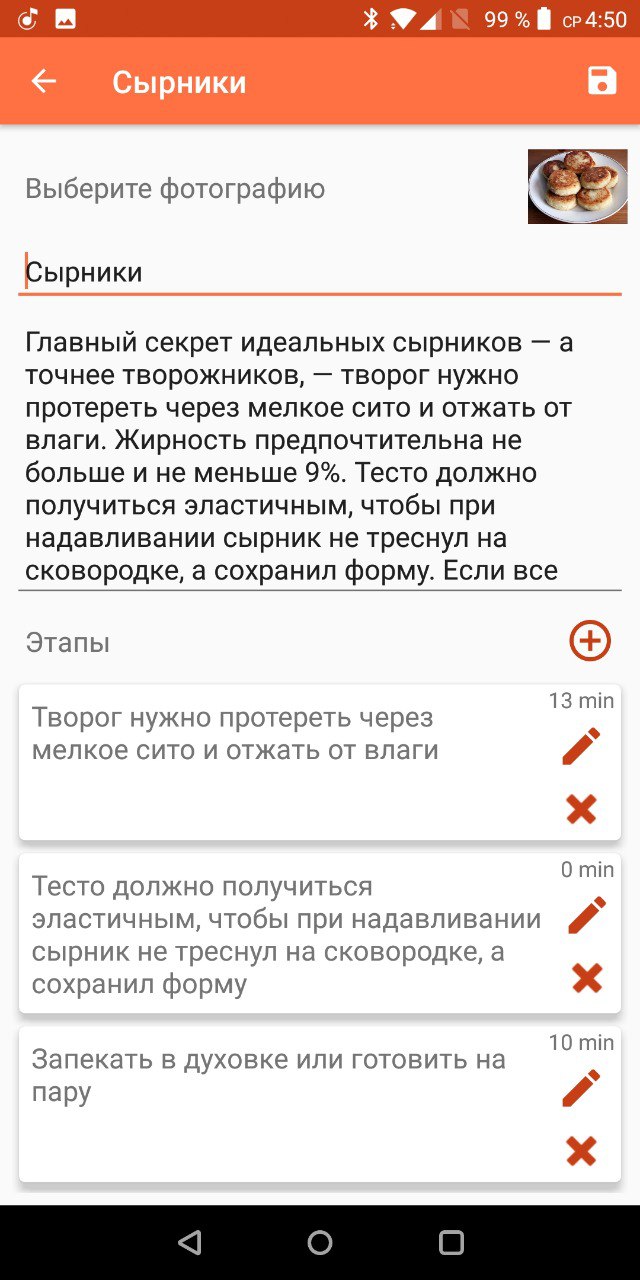 99 % СР 4:50
Сырники
Выберите фотографию
Сырники
Главный секрет идеальных сырников — а
точнее творожников, — творог нужно
протереть через мелкое сито и отжать от
влаги. Жирность предпочтительна не
больше и не меньше 9%. Тесто должно
получиться эластичным, чтобы при
надавливании сырник не треснул на
сковородке, а сохранил форму. Если все
Этапы
13 min
Творог нужно протереть через
мелкое сито и отжать от влаги
0 min
Тесто должно получиться
эластичным, чтобы при надавливании
сырник не треснул на сковородке, а
сохранил форму
10 min
Запекать в духовке или готовить на
пару